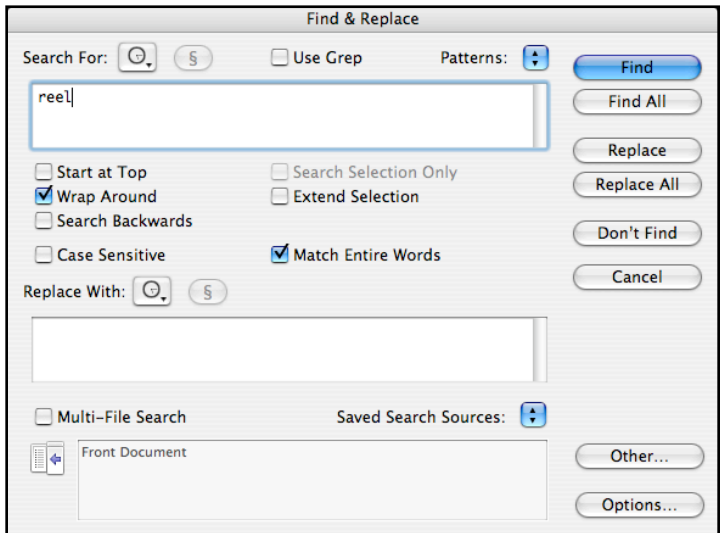 Find & Replace
Search For: § Use Grep Patterns: Find
reel
Find All
Replace
Start at Top Search Selection Only
Replace All
Wrap Around Extend Selection
Search Backwards
Don't Find
Case Sensitive Match Entire Words
Cancel
Replace With: §
Multi-File Search Saved Search Sources:
Front Document
Other...
Options...